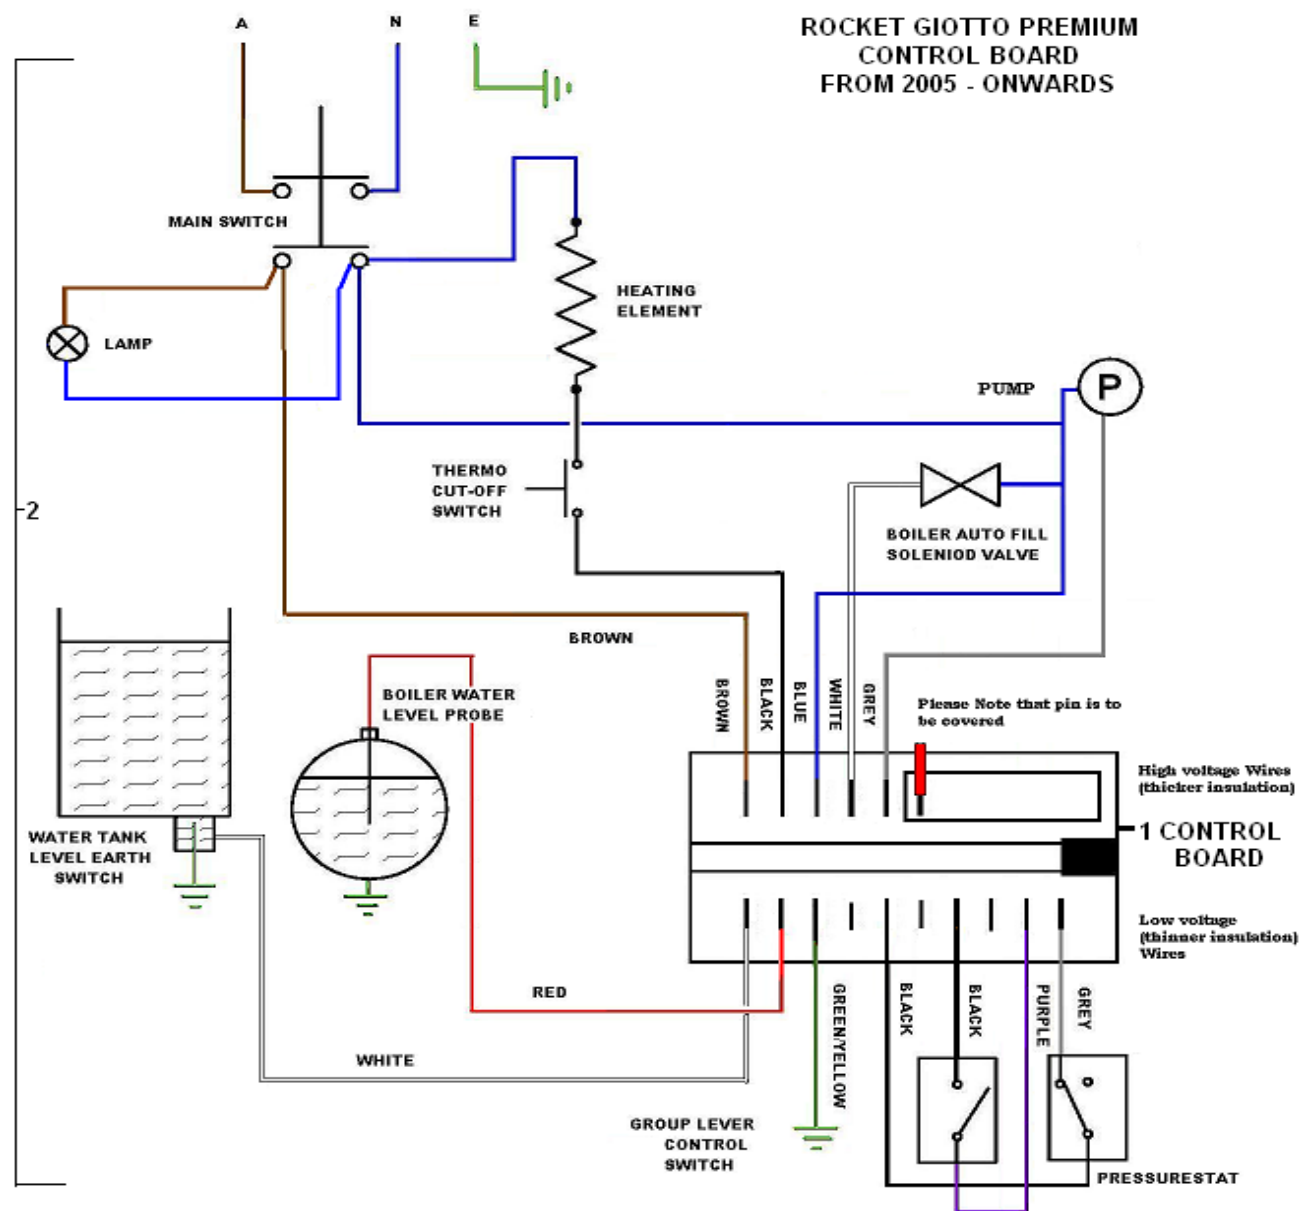 A
N
E
ROCKET GIOTTO PREMIUM
CONTROL BOARD
FROM 2005 - ONWARDS
MAIN SWITCH
HEATING
ELEMENT
LAMP
PUMP
P
THERMO
CUT-OFF
SWITCH
2
BOILER AUTO FILL
SOLENIOD VALVE
BROWN
BOILER WATER
LEVEL PROBE
BROWN
BLACK
BLUE
WHITE
GREY
Please Note that pin is to
be covered
High voltage Wires
(thicker insulation)
WATER TANK
LEVEL EARTH
SWITCH
1 CONTROL
BOARD
Low voltage
(thinner insulation)
Wires
RED
WHITE
GREEN/YELLOW
BLACK
BLACK
PURPLE
GREY
GROUP LEVER
CONTROL
SWITCH
PRESSURESTAT